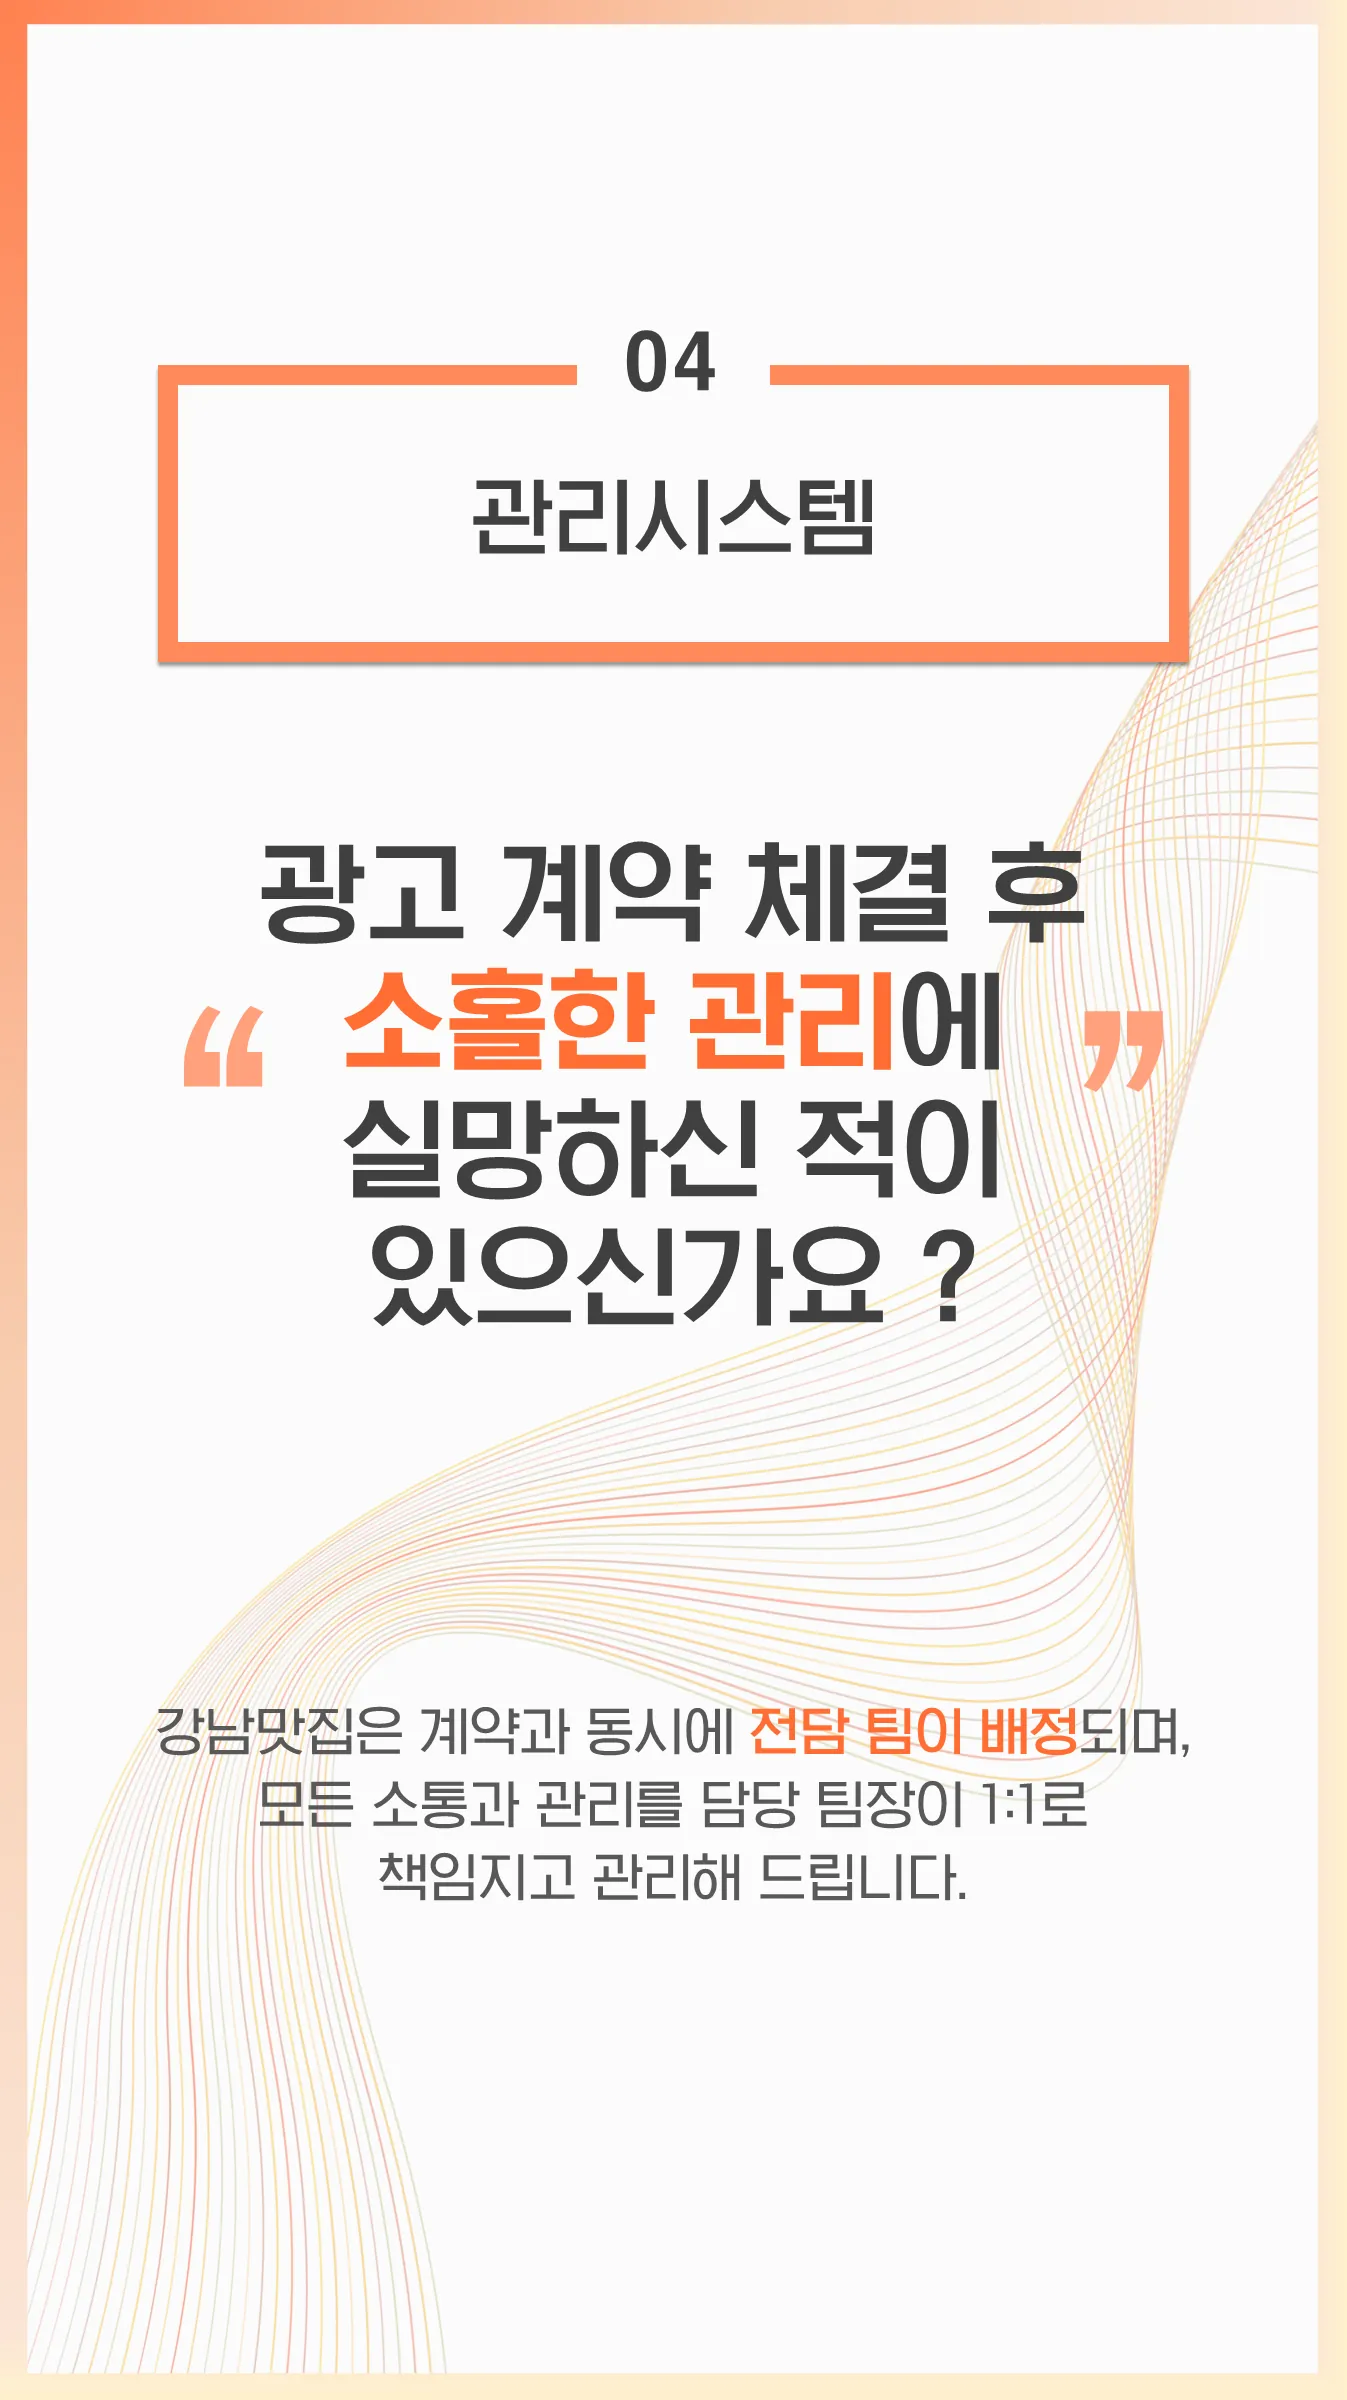 04
관리시스템
광고 계약 체결 후
“ 소홀한 관리에 ”
실망하신 적이
있으신가요 ?
강남맛집은 계약과 동시에 전담 팀이 배정되며,
모든 소통과 관리를 담당 팀장이 1:1로
책임지고 관리해 드립니다.